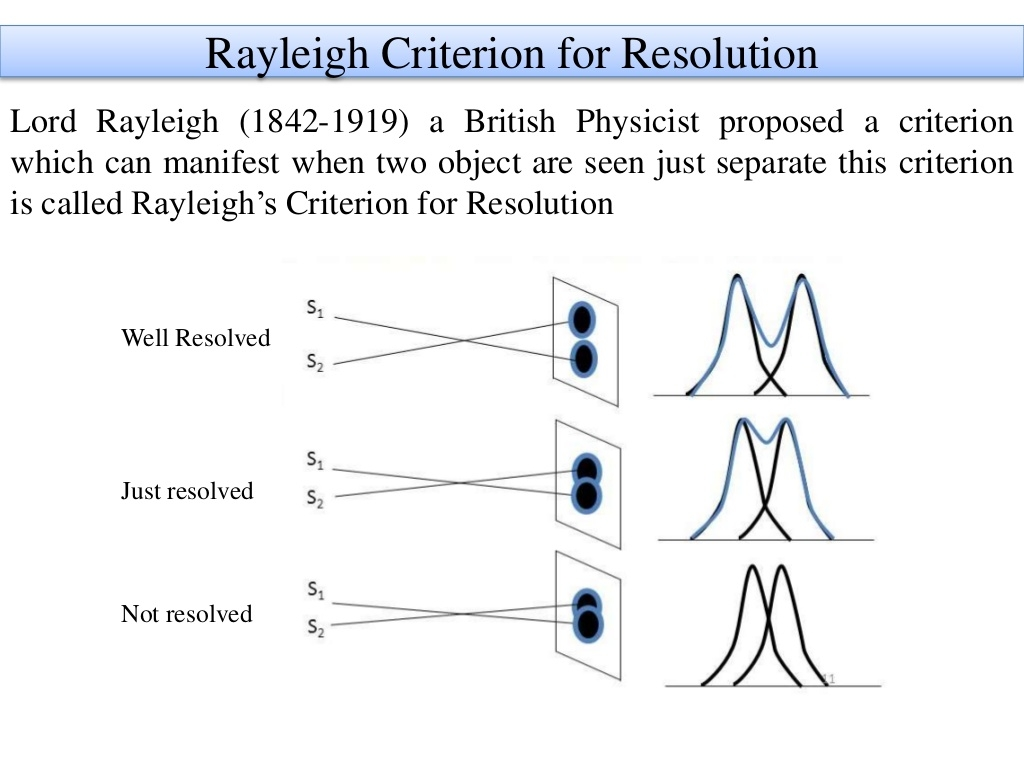 Rayleigh Criterion for Resolution
Lord Rayleigh (1842-1919) a British Physicist proposed a criterion
which can manifest when two object are seen just separate this criterion
is called Rayleigh’s Criterion for Resolution
Well Resolved
S₁
S₂
Just resolved
S₁
S₂
Not resolved
S₁
S₂
11